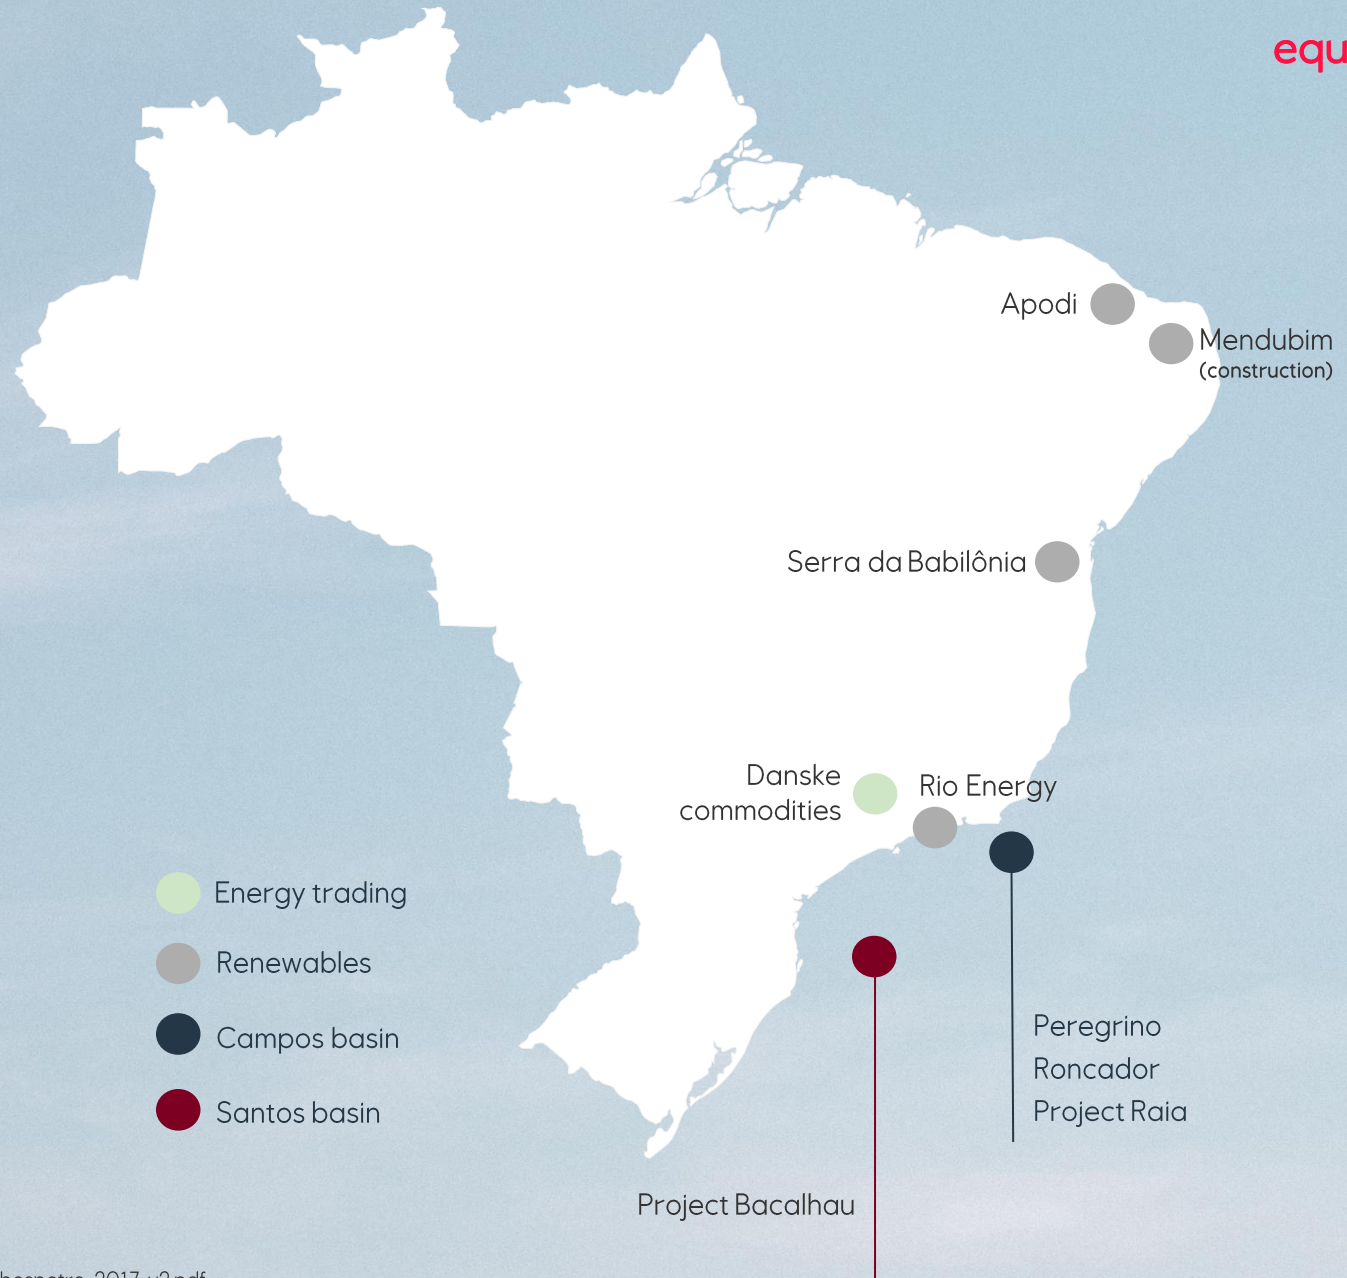 equ
Apodi
Mendubim
(construction)
Serra da Babilônia
Danske
commodities
Rio Energy
Energy trading
Renewables
Campos basin
Santos basin
Peregrino
Roncador
Project Raia
Project Bacalhau